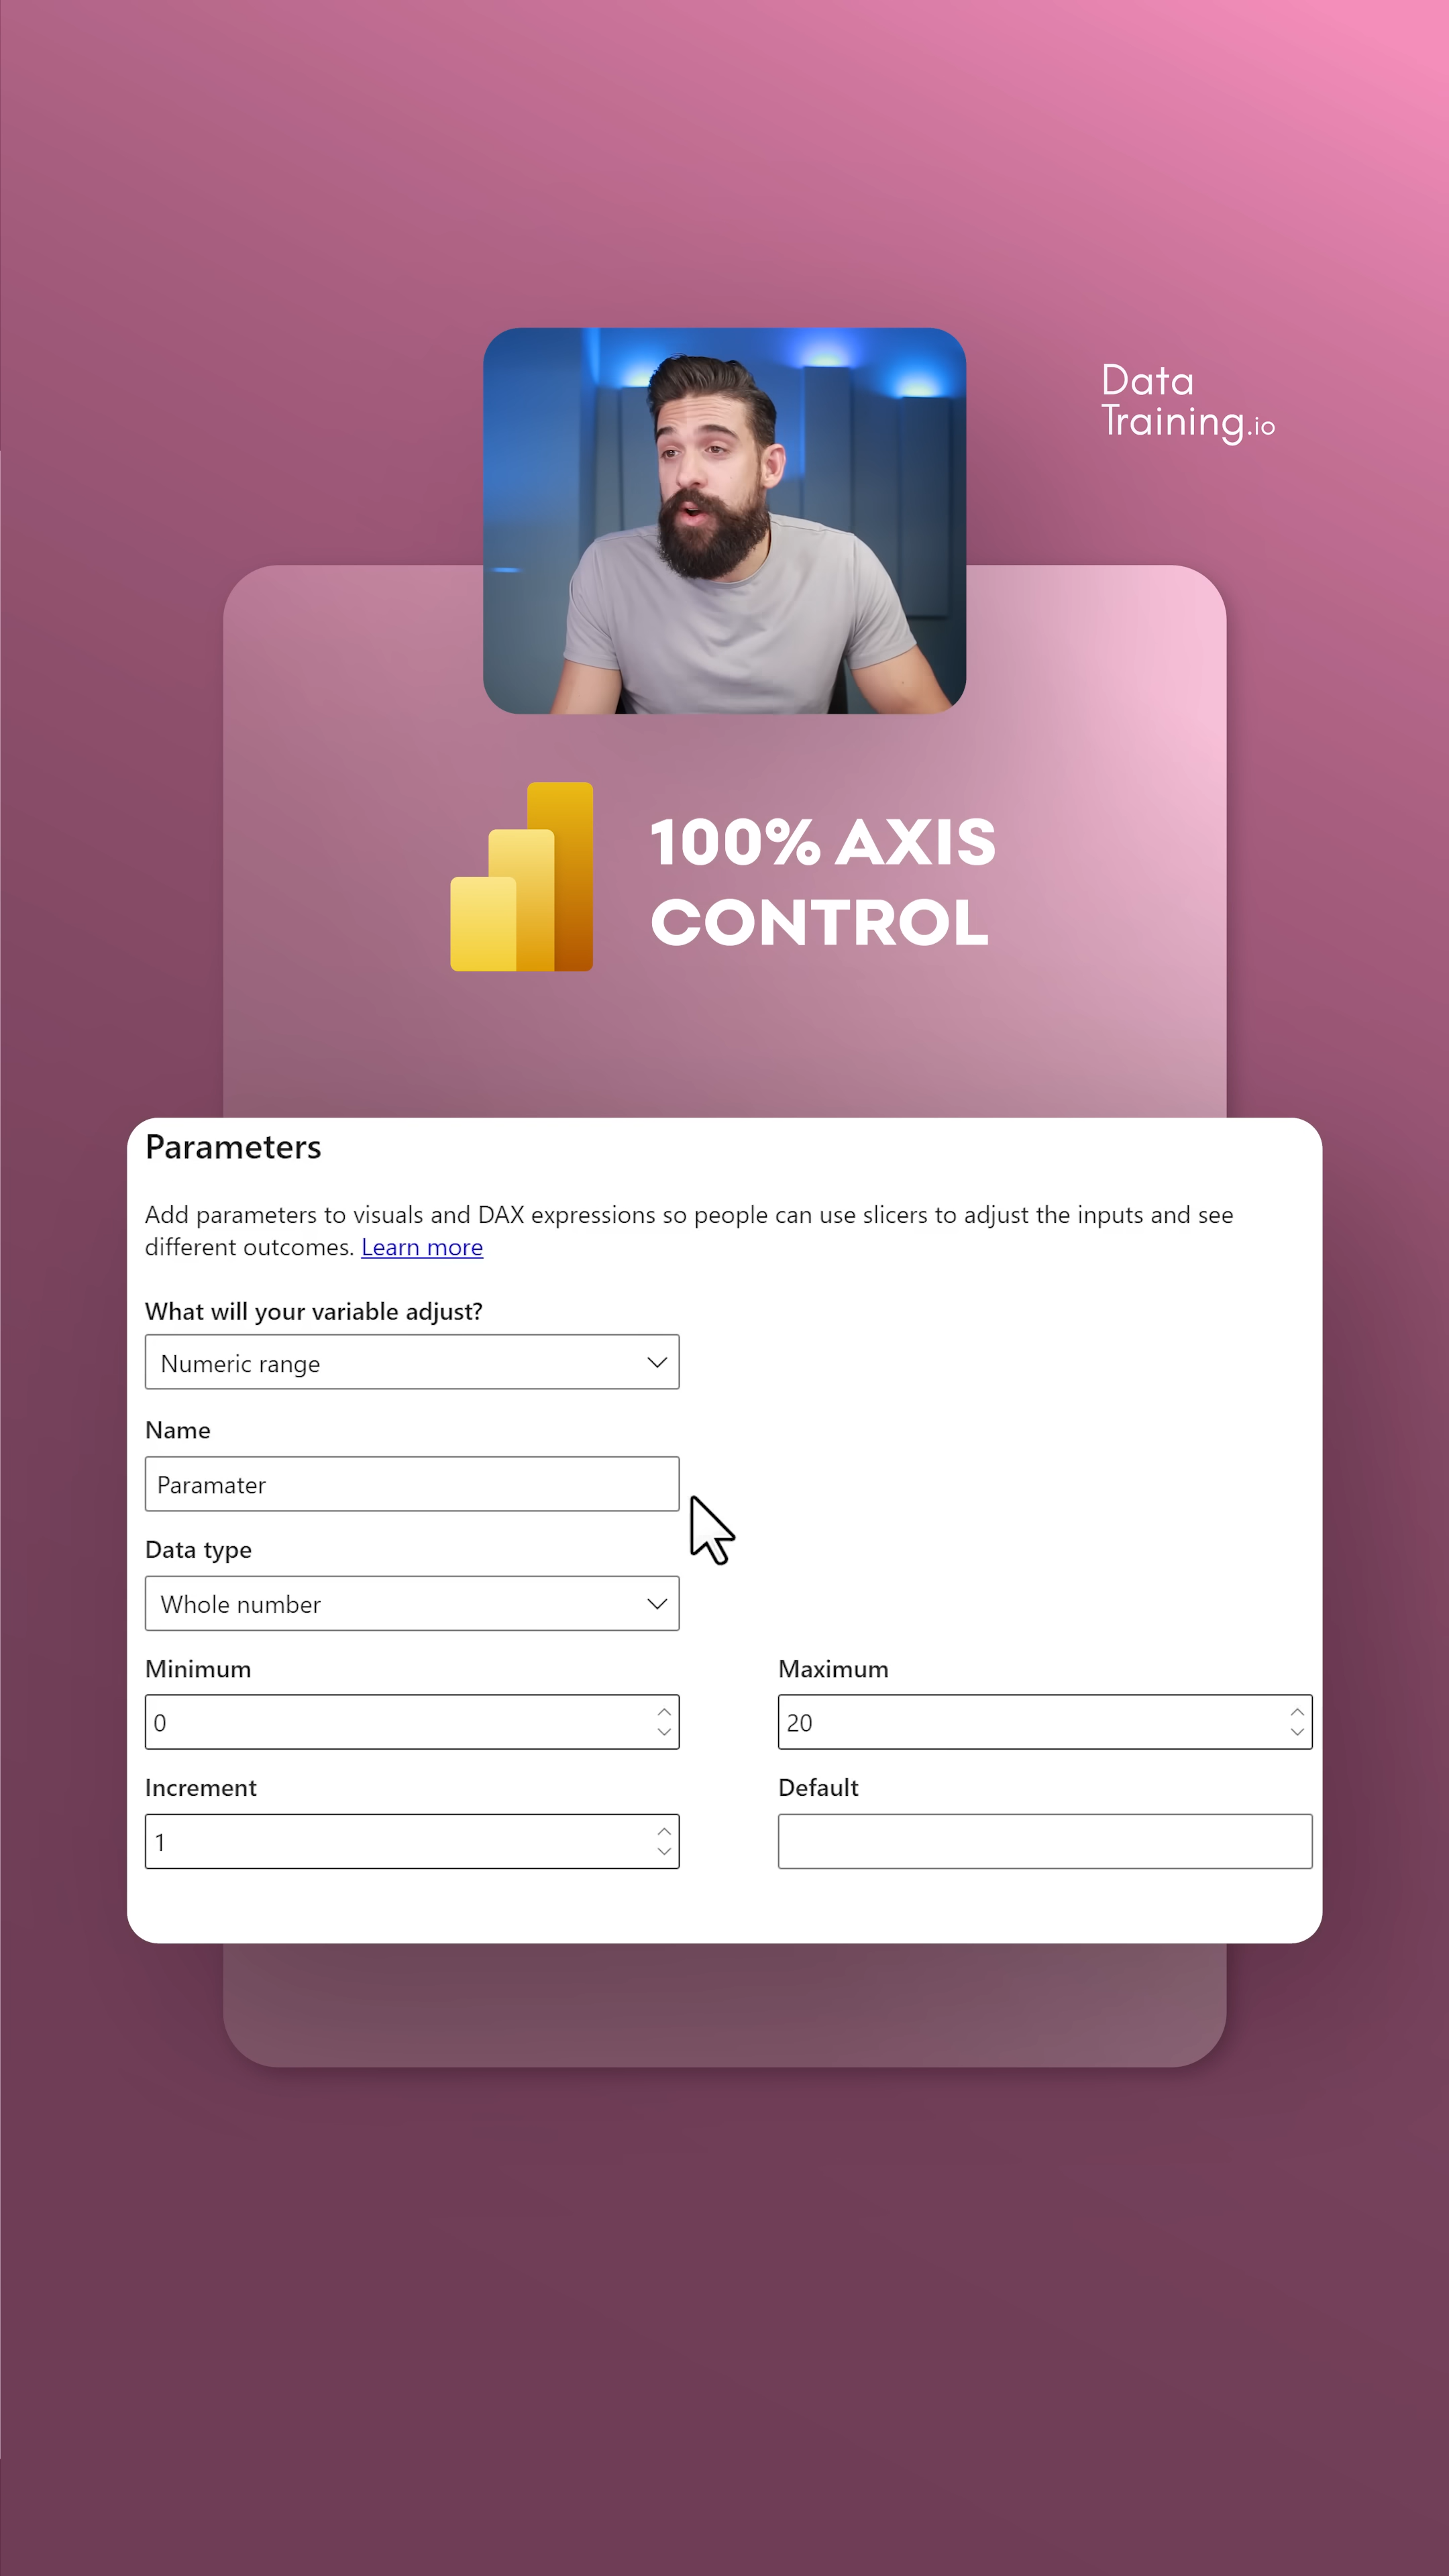 Data
Training.io
100% AXIS
CONTROL
Parameters
Add parameters to visuals and DAX expressions so people can use slicers to adjust the inputs and see
different outcomes. Learn more
What will your variable adjust?
Numeric range
Name
Paramater
Data type
Whole number
Minimum
Maximum
0
20
Increment
Default
1